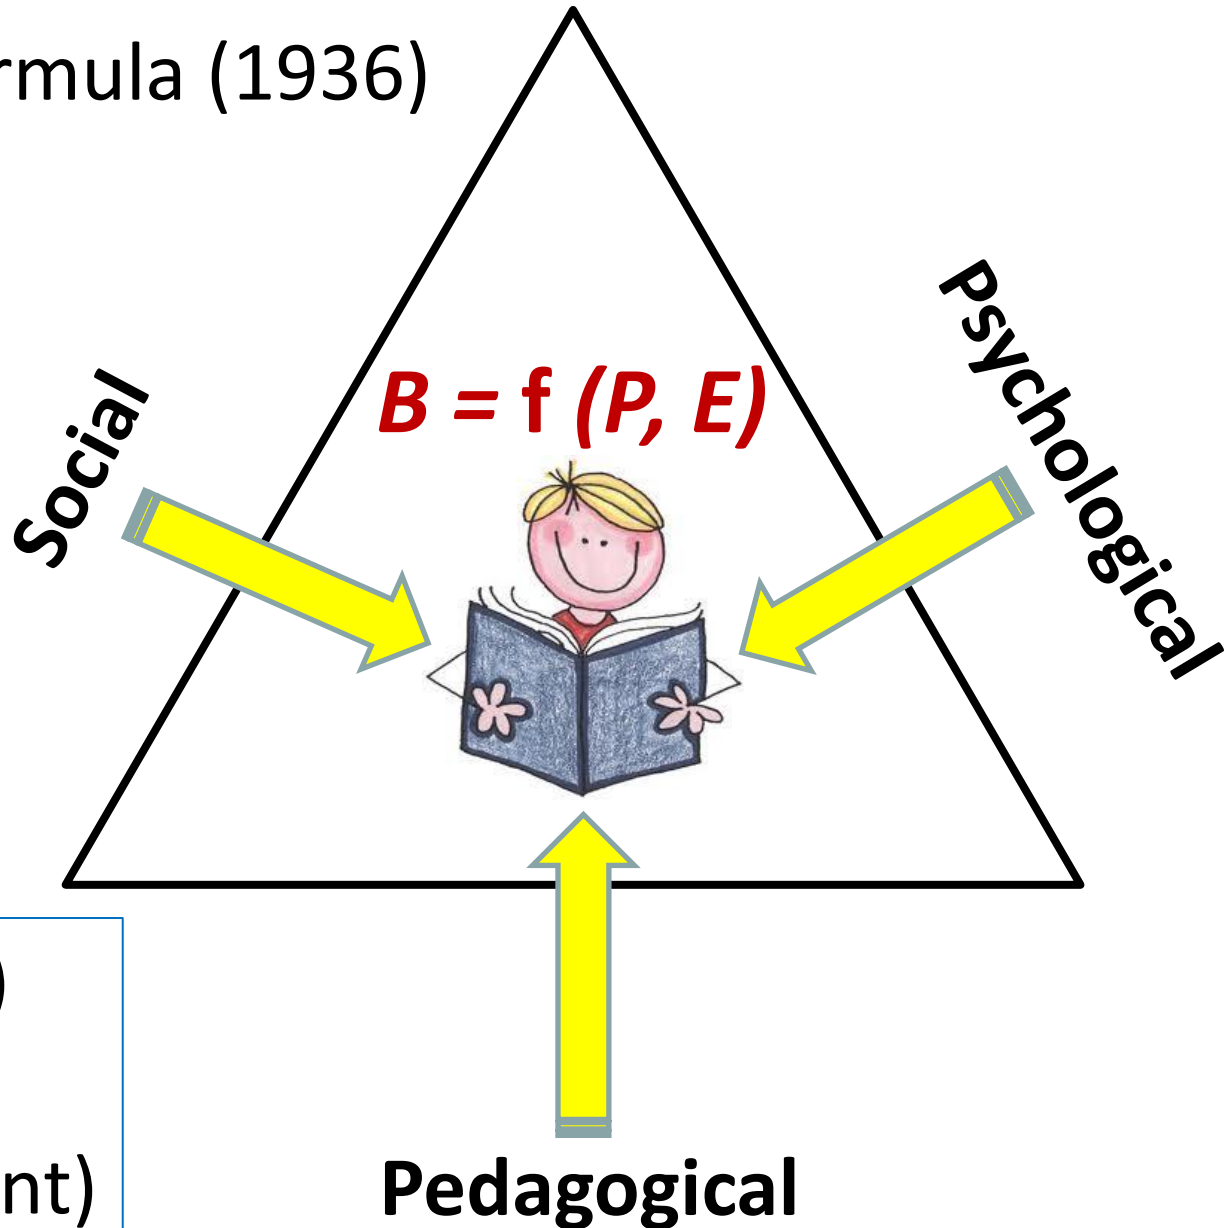 rmula (1936)
B = f (P, E)
Social
Psychological
)
nt)
Pedagogical